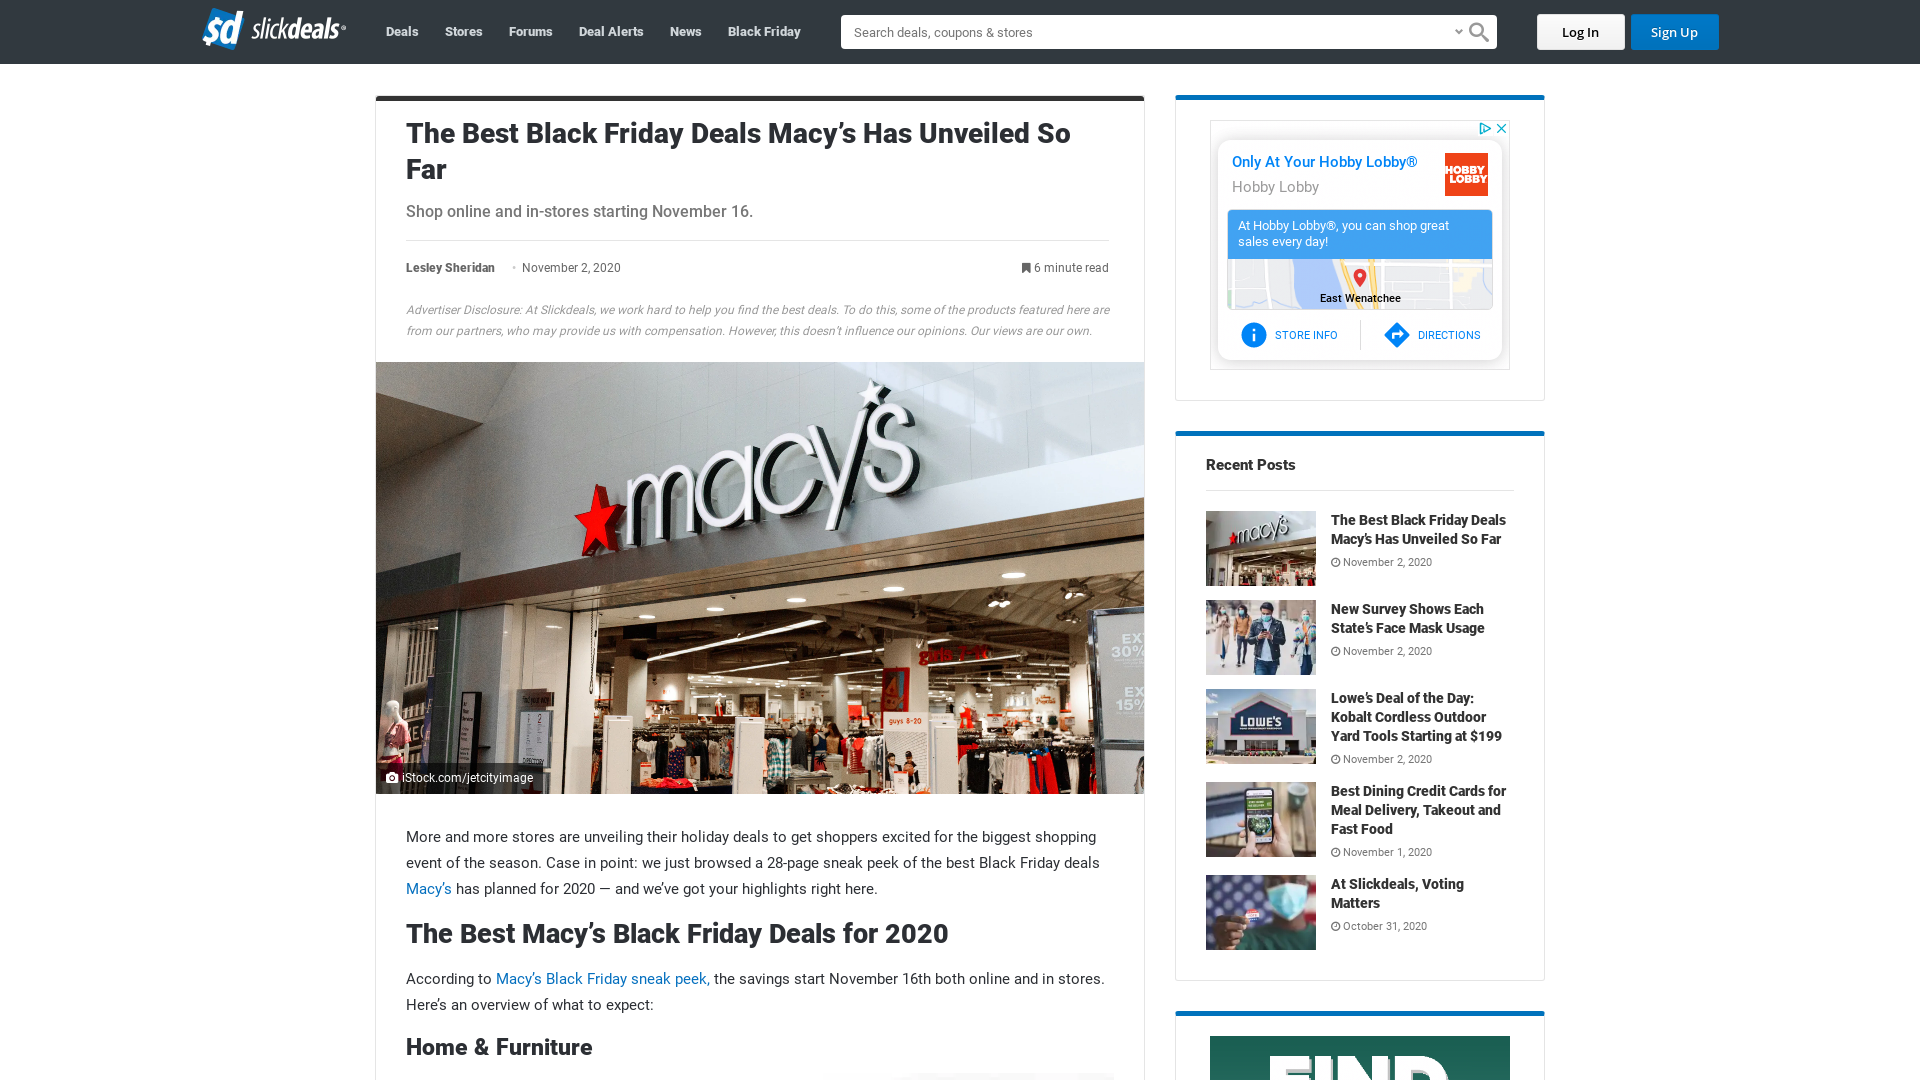 slickdeals
Deals
Stores
Forums
Deal Alerts
News
Black Friday
Search deals, coupons & stores
Log In
Sign Up
The Best Black Friday Deals Macy’s Has Unveiled So
Far
Shop online and in-stores starting November 16.
Lesley Sheridan • November 2, 2020
6 minute read
Advertiser Disclosure: At Slickdeals, we work hard to help you find the best deals. To do this, some of the products featured here are
from our partners, who may provide us with compensation. However, this doesn’t influence our opinions. Our views are our own.
macy's
girls 7-16
guys 8-20
EXT
30%
EX
15%
DIRECTORY
iStock.com/jetcityimage
More and more stores are unveiling their holiday deals to get shoppers excited for the biggest shopping
event of the season. Case in point: we just browsed a 28-page sneak peek of the best Black Friday deals
Macy’s has planned for 2020 — and we’ve got your highlights right here.
The Best Macy’s Black Friday Deals for 2020
According to Macy’s Black Friday sneak peek, the savings start November 16th both online and in stores.
Here’s an overview of what to expect:
Home & Furniture
Only At Your Hobby Lobby®
Hobby Lobby
HOBBY
LOBBY
At Hobby Lobby®, you can shop great
sales every day!
East Wenatchee
STORE INFO
DIRECTIONS
Recent Posts
macy's
The Best Black Friday Deals
Macy’s Has Unveiled So Far
November 2, 2020
New Survey Shows Each
State’s Face Mask Usage
November 2, 2020
LOWE'S
Lowe’s Deal of the Day:
Kobalt Cordless Outdoor
Yard Tools Starting at $199
November 2, 2020
Best Dining Credit Cards for
Meal Delivery, Takeout and
Fast Food
November 1, 2020
At Slickdeals, Voting
Matters
October 31, 2020
FIND